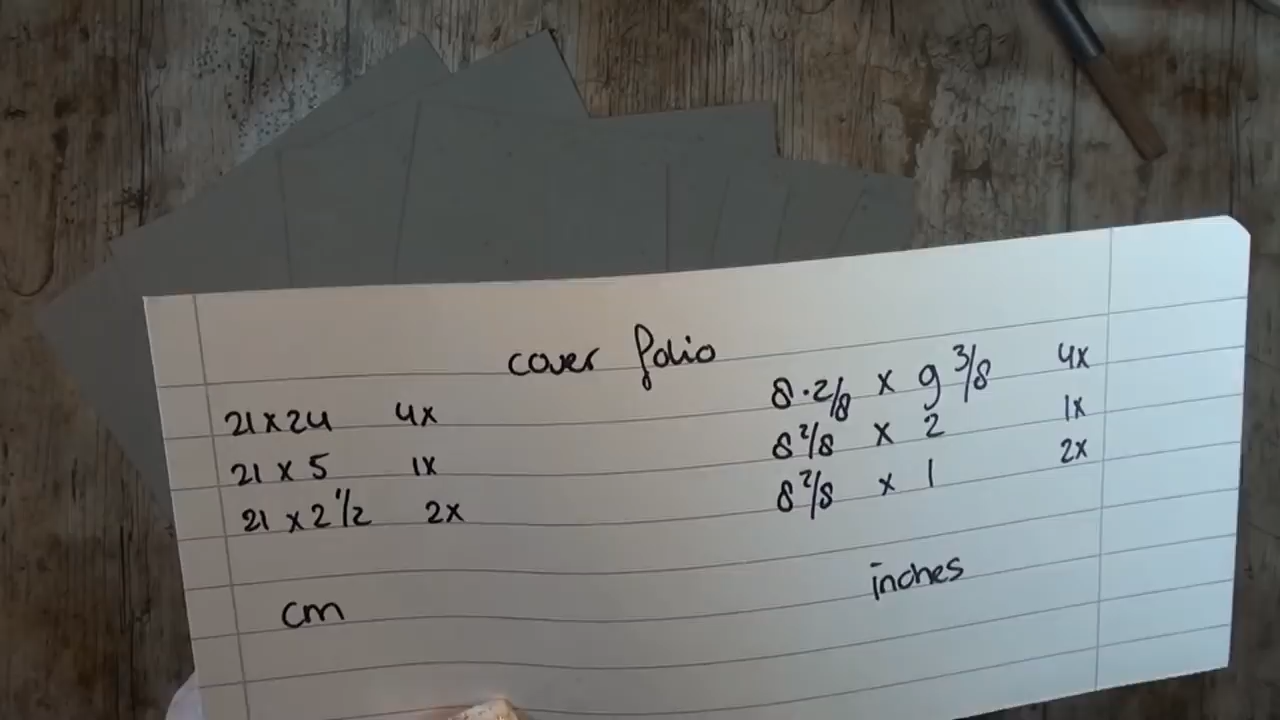 cover folio
21 x 24 4x 8·2/8 x 9 3/8 4x
21 x 5 1x 8 2/8 x 2 1x
21 x 2 1/2 2x 8 2/8 x 1 2x
cm inches